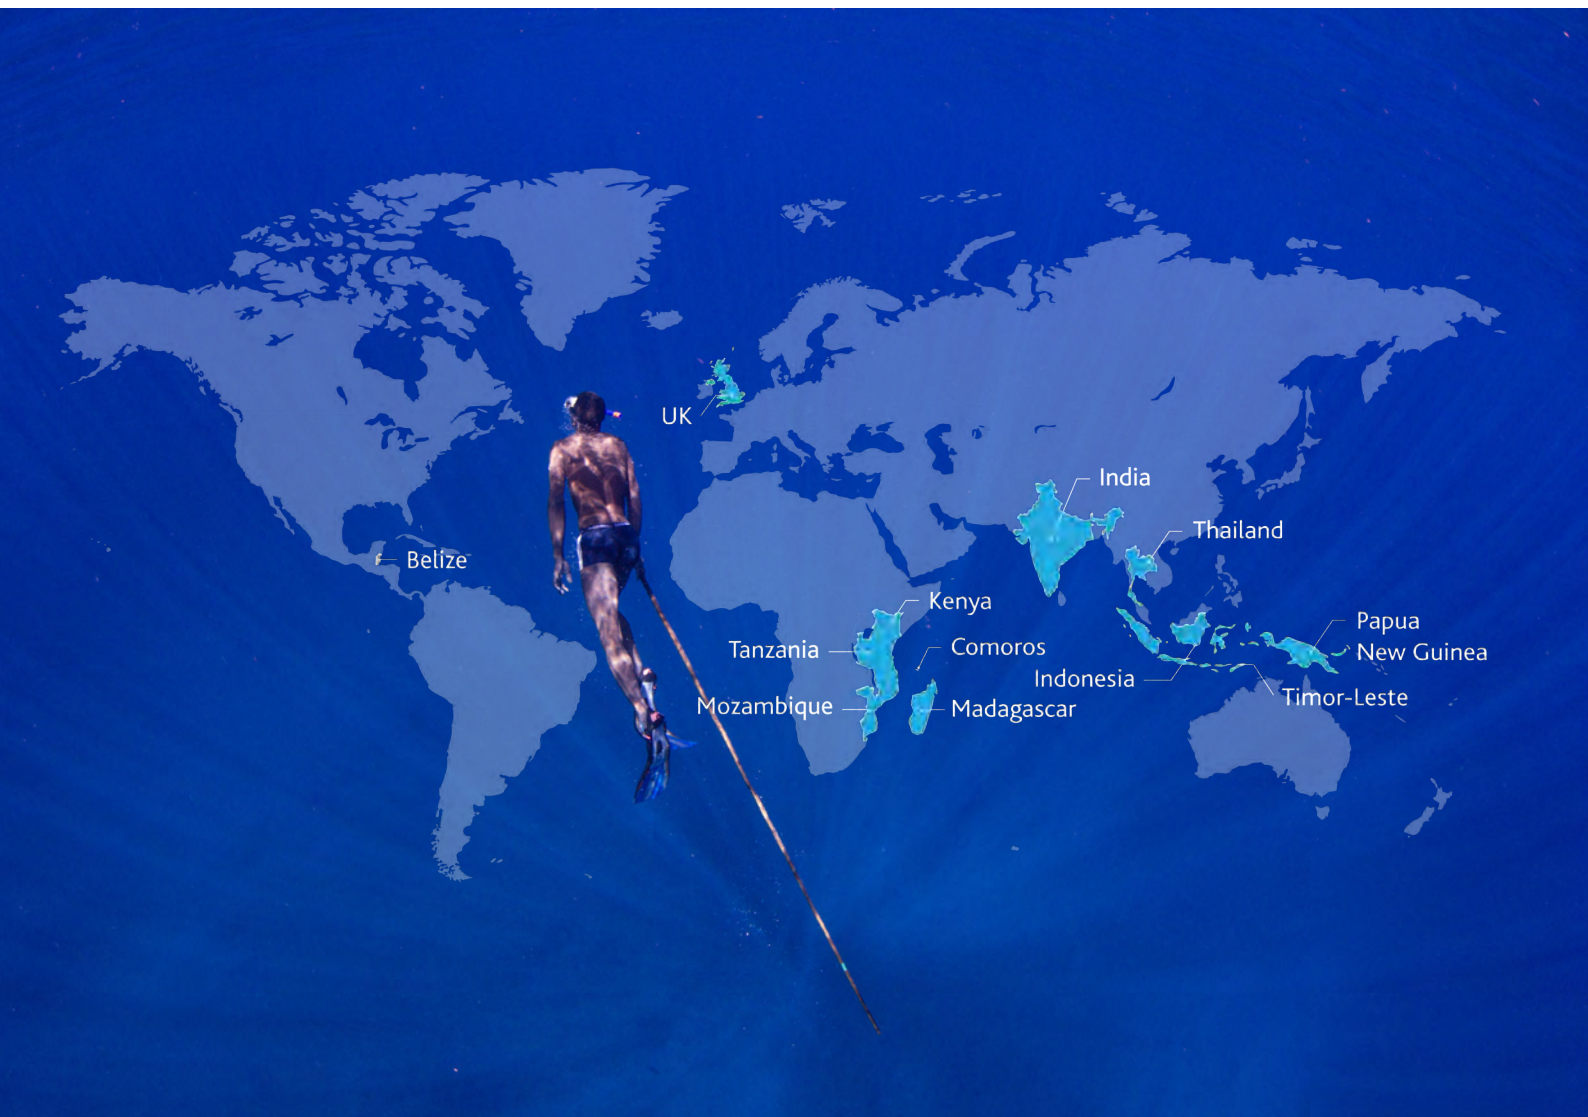 UK
India
Thailand
Belize
Kenya
Papua
New Guinea
Tanzania
Comoros
Indonesia
Timor-Leste
Mozambique
Madagascar